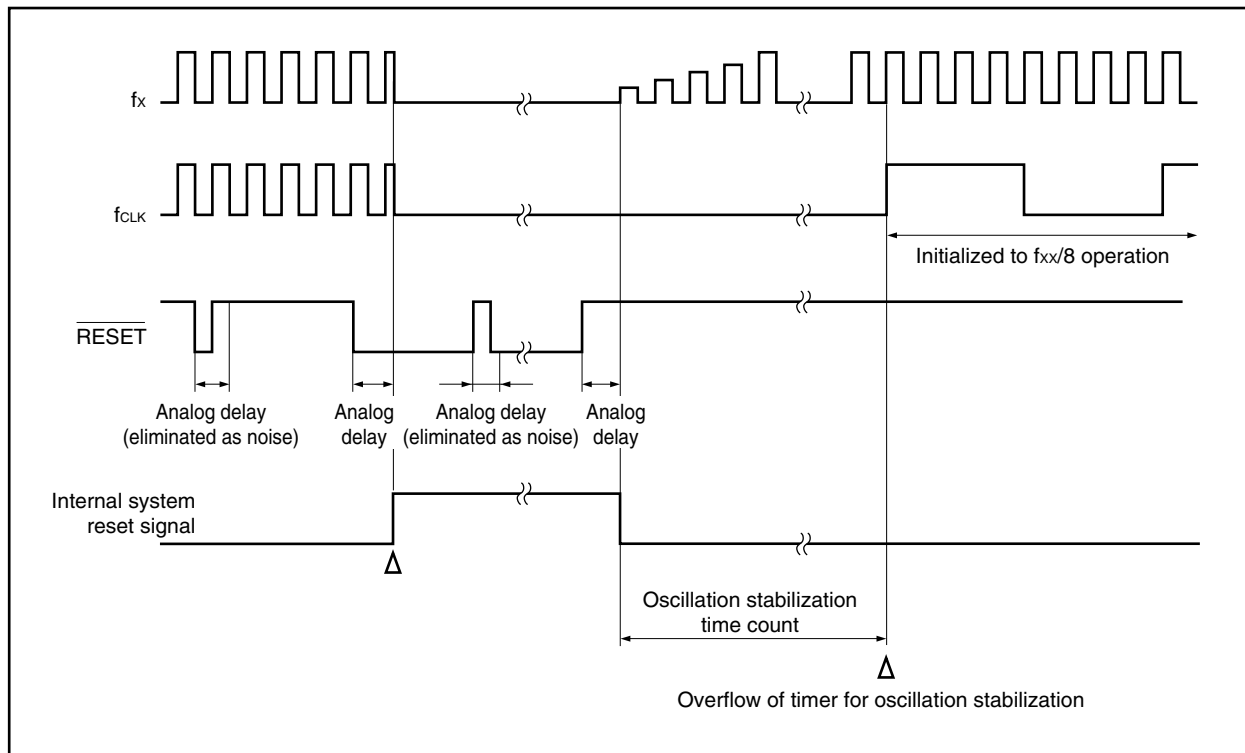 fX
fCLK
Initialized to fXX/8 operation
RESET
Analog delay
(eliminated as noise)
Analog
delay
Analog delay
(eliminated as noise)
Analog
delay
Internal system
reset signal
Oscillation stabilization
time count
Overflow of timer for oscillation stabilization